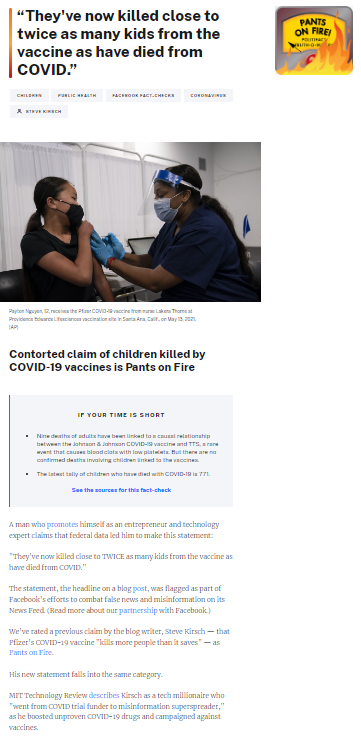 “They've now killed close to
twice as many kids from the
vaccine as have died from
COVID.”
PANTS
ON FIRE!
POLITIFACT
TRUTH-O-METER
CHILDREN
PUBLIC HEALTH
FACEBOOK FACT-CHECKS
CORONAVIRUS
STEVE KIRSCH
Payton Nguyen, 12, receives the Pfizer COVID-19 vaccine from nurse Lakera Thorne at
Providence Edwards Lifesciences vaccination site in Santa Ana, Calif., on May 13, 2021.
(AP)
Contorted claim of children killed by
COVID-19 vaccines is Pants on Fire
IF YOUR TIME IS SHORT
• Nine deaths of adults have been linked to a causal relationship
between the Johnson & Johnson COVID-19 vaccine and TTS, a rare
event that causes blood clots with low platelets. But there are no
confirmed deaths involving children linked to the vaccines.
• The latest tally of children who have died with COVID-19 is 771.
See the sources for this fact-check
A man who promotes himself as an entrepreneur and technology
expert claims that federal data led him to make this statement:
"They've now killed close to TWICE as many kids from the vaccine as
have died from COVID."
The statement, the headline on a blog post, was flagged as part of
Facebook's efforts to combat false news and misinformation on its
News Feed. (Read more about our partnership with Facebook.)
We've rated a previous claim by the blog writer, Steve Kirsch — that
Pfizer's COVID-19 vaccine "kills more people than it saves" — as
Pants on Fire.
His new statement falls into the same category.
MIT Technology Review describes Kirsch as a tech millionaire who
"went from COVID trial funder to misinformation superspreader,"
as he boosted unproven COVID-19 drugs and campaigned against
vaccines.